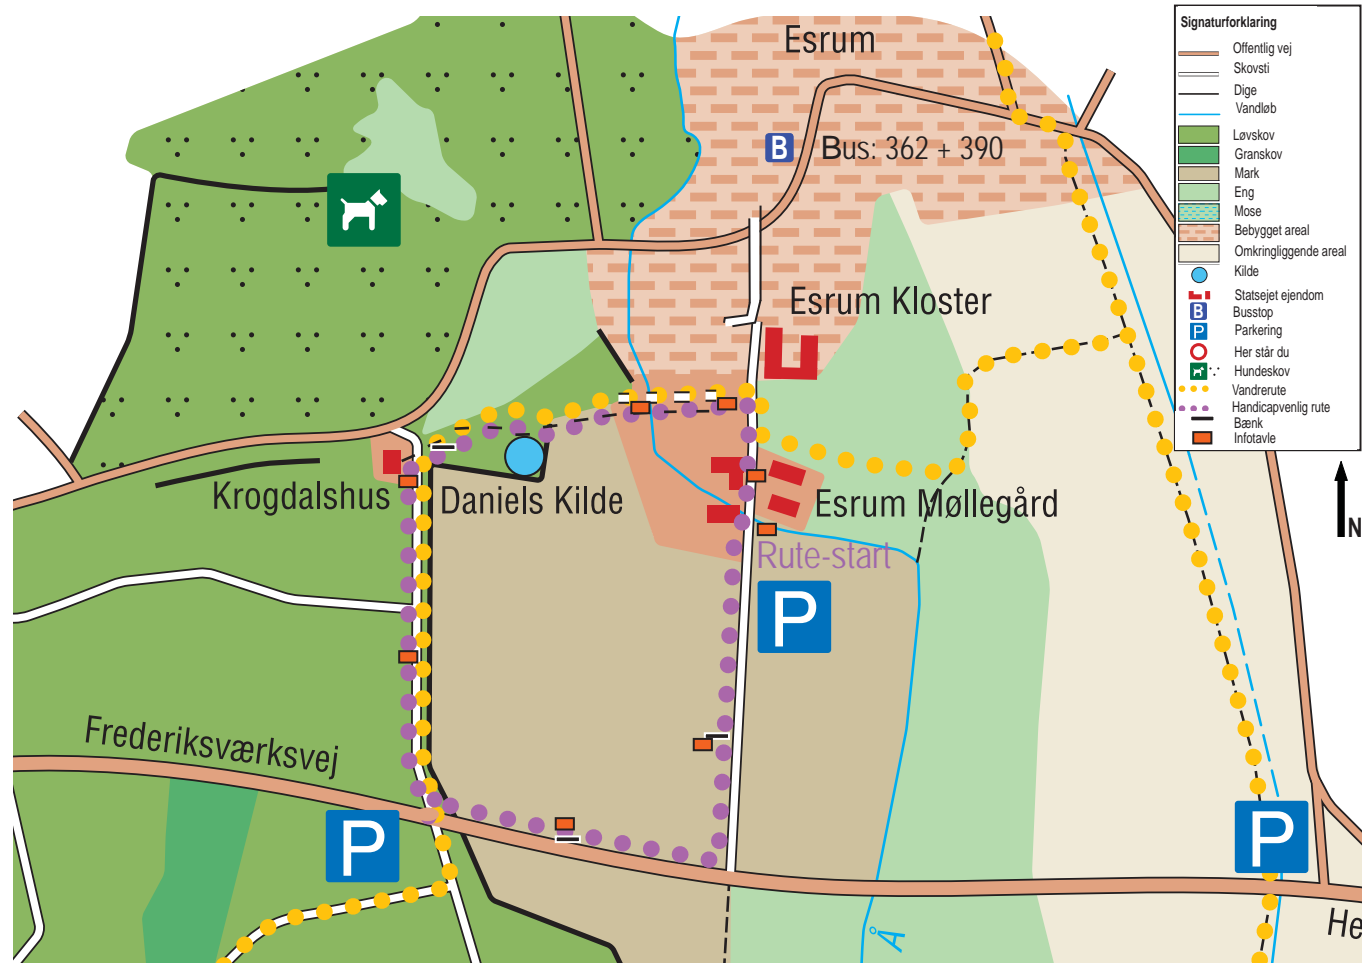 Esrum
B
Bus: 362 + 390
Esrum Kloster
Krogdalshus
Daniels Kilde
Esrum Møllegård
Rute-start
P
Frederiksværksvej
P
P
Å
He
Signaturforklaring
Offentlig vej
Skovsti
Dige
Vandløb
Løvskov
Granskov
Mark
Eng
Mose
Bebygget areal
Omkringliggende areal
Kilde
Statsejet ejendom
B Busstop
P Parkering
Her står du
Hundeskov
Vandrerute
Handicapvenlig rute
Bænk
Infotavle
N